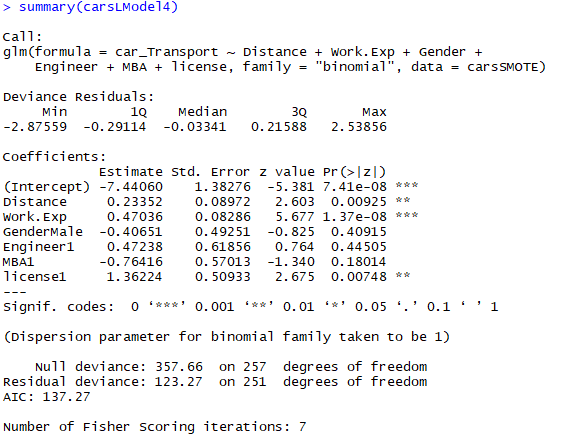 > summary(carsLModel4)
Call:
glm(formula = car_Transport ~ Distance + Work.Exp + Gender +
    Engineer + MBA + license, family = "binomial", data = carsSMOTE)
Deviance Residuals:
     Min        1Q    Median        3Q       Max
-2.87559  -0.29114  -0.03341   0.21588   2.53856
Coefficients:
            Estimate Std. Error z value Pr(>|z|)
(Intercept) -7.44060    1.38276  -5.381 7.41e-08 ***
Distance     0.23352    0.08972   2.603  0.00925 **
Work.Exp     0.47036    0.08286   5.677 1.37e-08 ***
GenderMale  -0.40651    0.49251  -0.825  0.40915
Engineer1    0.47238    0.61856   0.764  0.44505
MBA1        -0.76416    0.57013  -1.340  0.18014
license1     1.36224    0.50933   2.675  0.00748 **
---
Signif. codes:  0 ‘***’ 0.001 ‘**’ 0.01 ‘*’ 0.05 ‘.’ 0.1 ‘ ’ 1
(Dispersion parameter for binomial family taken to be 1)
    Null deviance: 357.66  on 257  degrees of freedom
Residual deviance: 123.27  on 251  degrees of freedom
AIC: 137.27
Number of Fisher Scoring iterations: 7